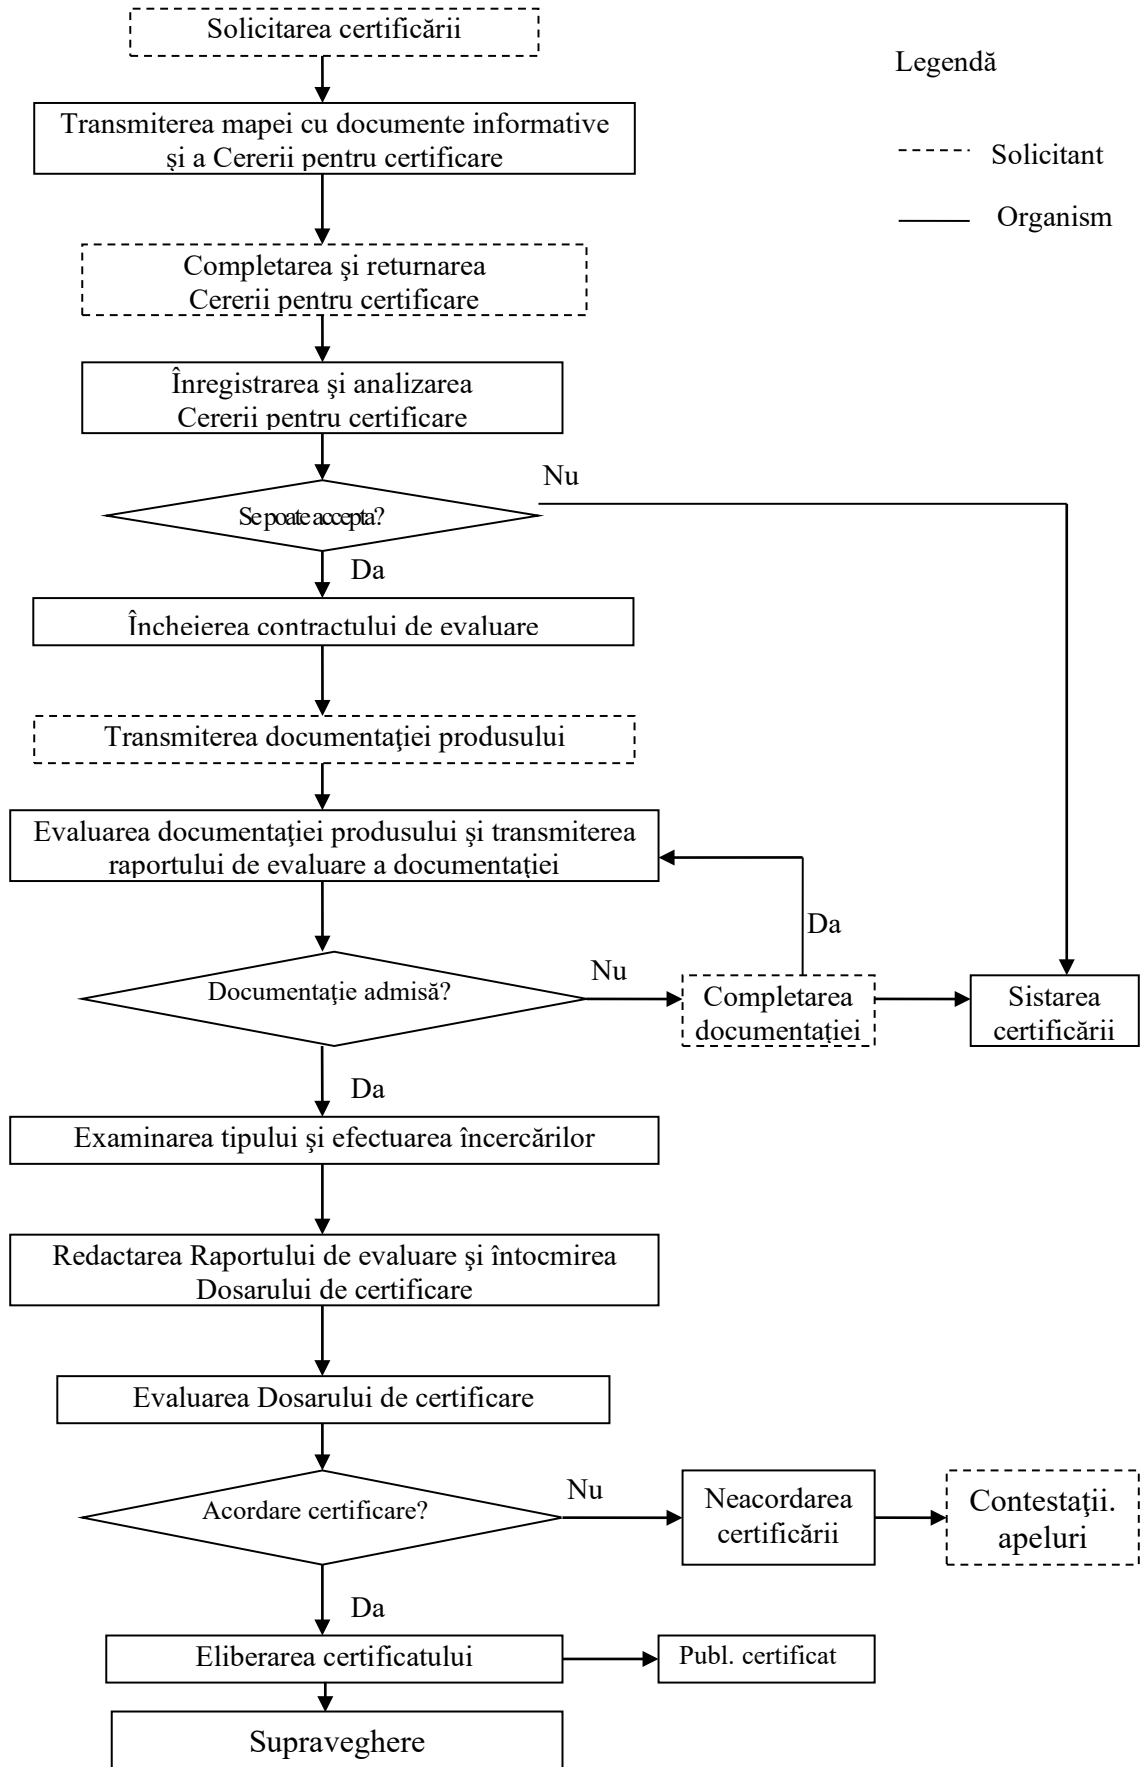 Solicitarea certificării
Legendă
Transmiterea mapei cu documente informative
şi a Cererii pentru certificare
Solicitant
Organism
Completarea şi returnarea
Cererii pentru certificare
Înregistrarea şi analizarea
Cererii pentru certificare
Nu
Se poate accepta?
Da
Încheierea contractului de evaluare
Transmiterea documentaţiei produsului
Evaluarea documentaţiei produsului şi transmiterea
raportului de evaluare a documentaţiei
Da
Documentaţie admisă?
Nu
Completarea
documentaţiei
Sistarea
certificării
Da
Examinarea tipului şi efectuarea încercărilor
Redactarea Raportului de evaluare şi întocmirea
Dosarului de certificare
Evaluarea Dosarului de certificare
Acordare certificare?
Nu
Neacordarea
certificării
Contestaţii.
apeluri
Da
Eliberarea certificatului
Publ. certificat
Supraveghere